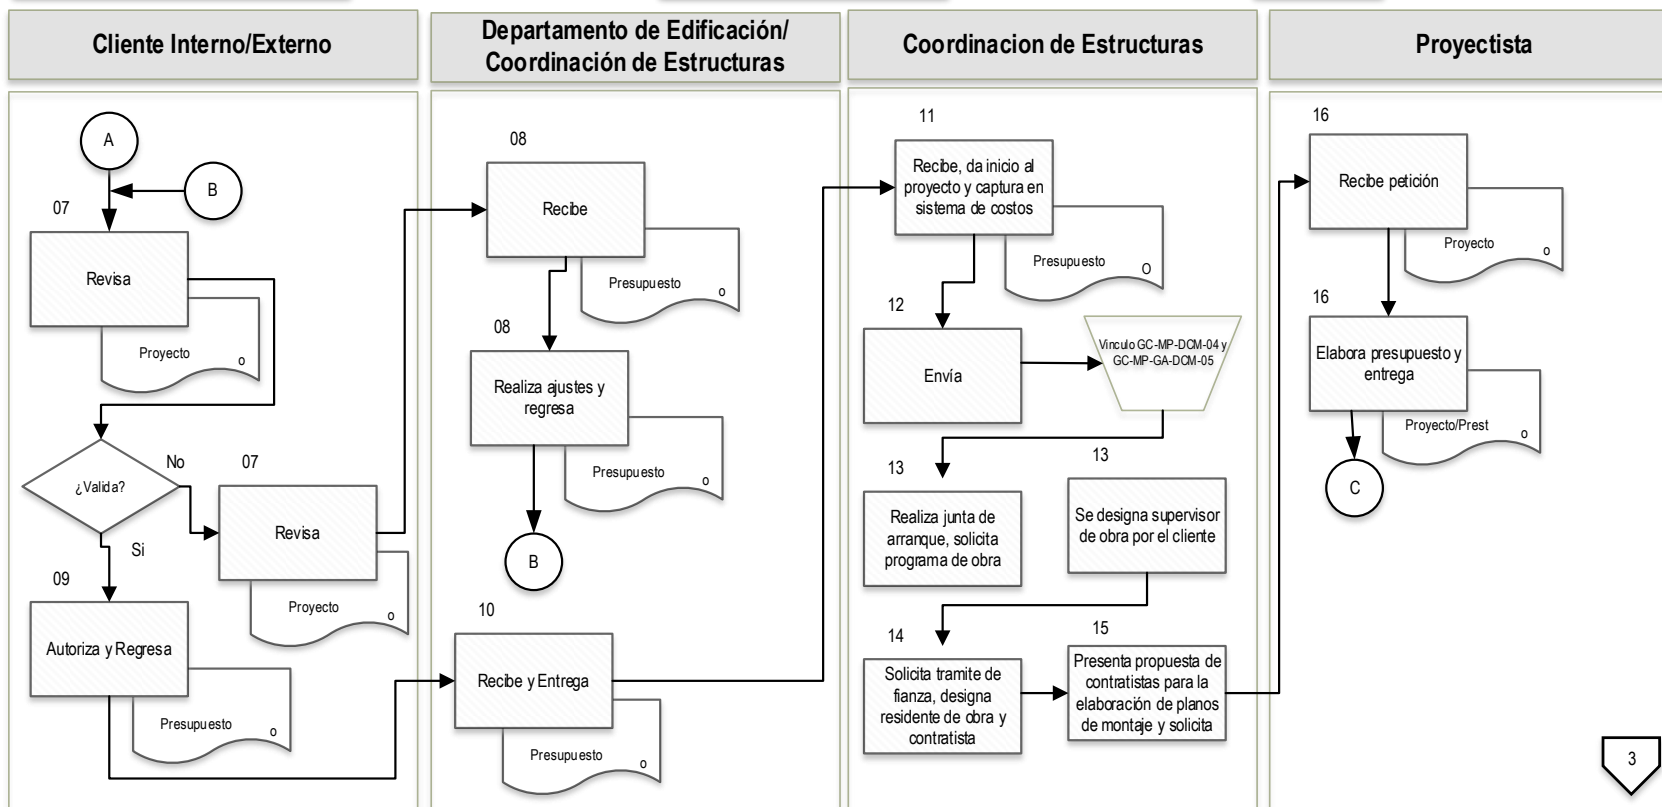 Cliente Interno/Externo
Departamento de Edificación/
Coordinación de Estructuras
Coordinacion de Estructuras
Proyectista
A
B
07
Revisa
Proyecto
o
¿Valida?
No
Si
07
Revisa
Proyecto
o
09
Autoriza y Regresa
Presupuesto
o
08
Recibe
Presupuesto
o
08
Realiza ajustes y
regresa
Presupuesto
o
B
10
Recibe y Entrega
Presupuesto
o
11
Recibe, da inicio al
proyecto y captura en
sistema de costos
Presupuesto
O
12
Envía
Vinculo GC-MP-DCM-04 y
GC-MP-GA-DCM-05
13
Realiza junta de
arranque, solicita
programa de obra
13
Se designa supervisor
de obra por el cliente
14
Solicita tramite de
fianza, designa
residente de obra y
contratista
15
Presenta propuesta de
contratistas para la
elaboración de planos
de montaje y solicita
16
Recibe petición
Proyecto
o
16
Elabora presupuesto y
entrega
Proyecto/Prest
o
C
3